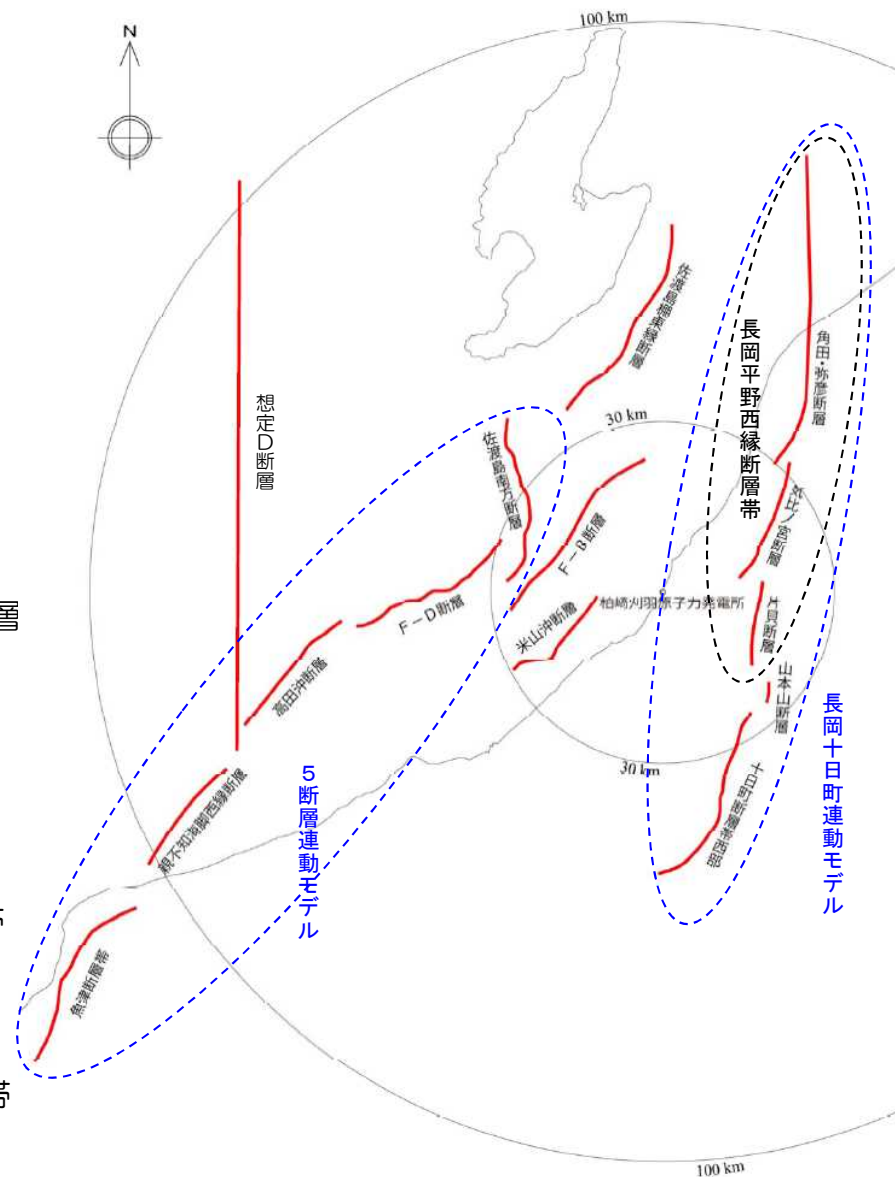 100 km
N
佐渡島棚東縁断層
長岡平野西縁断層帯
角田・弥彦断層
想定D断層
30 km
佐渡島南方断層
F－B断層
気比ノ宮断層
F－D断層
米山沖断層
柏崎刈羽原子力発電所
片貝断層
層
高田沖断層
山本山断層
長岡十日町連動モデル
30 km
5断層連動モデル
十日町断層帯西部
親不知海脚西縁断層
魚津断層帯
帯
100 km